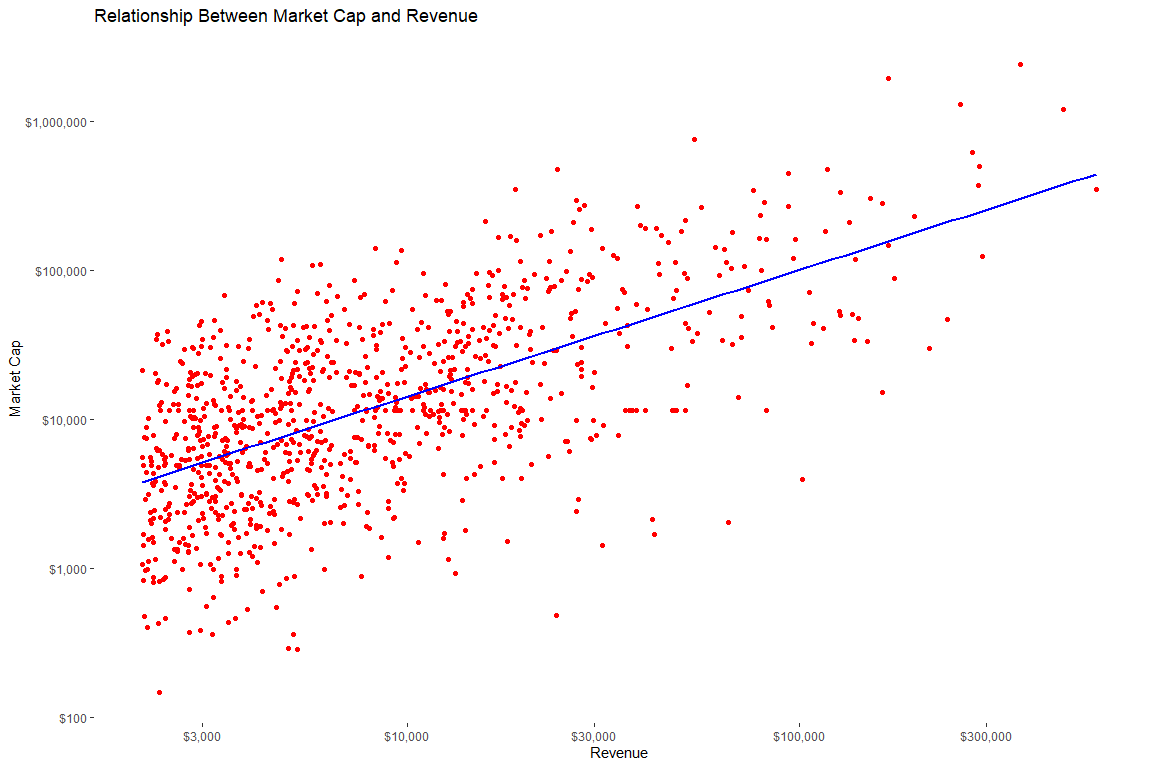 Relationship Between Market Cap and Revenue
Market Cap
$1,000,000
$100,000
$10,000
$1,000
$100
$3,000 $10,000 $30,000 $100,000 $300,000
Revenue